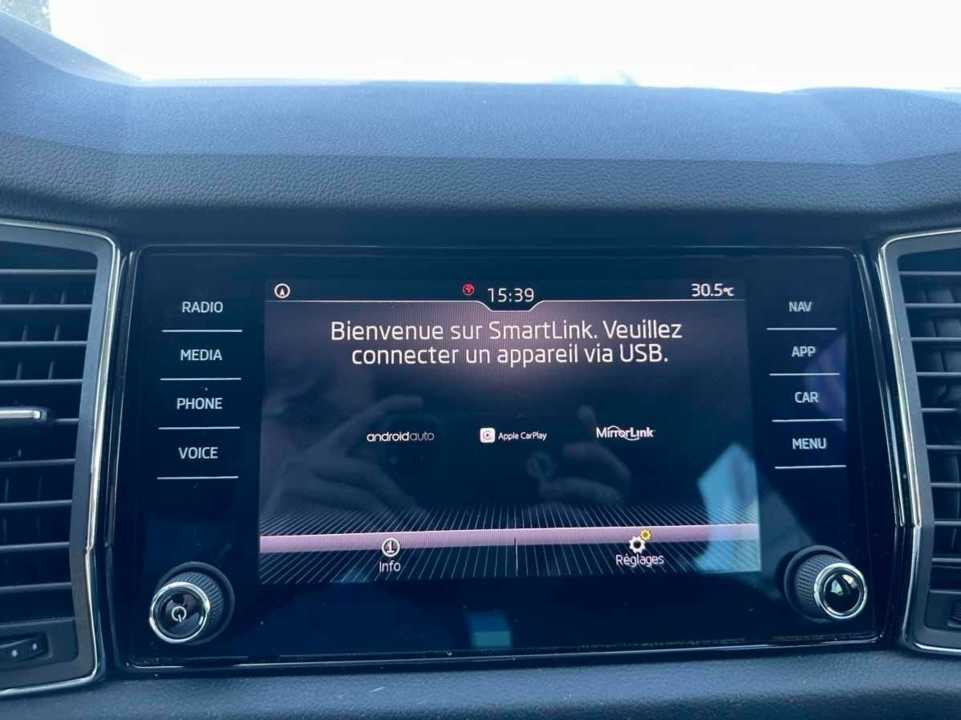 RADIO
MEDIA
PHONE
VOICE
15:39
30.5°C
Bienvenue sur SmartLink. Veuillez
connecter un appareil via USB.
androidauto
Apple CarPlay
MirrorLink
Info
Réglages
NAV
APP
CAR
MENU